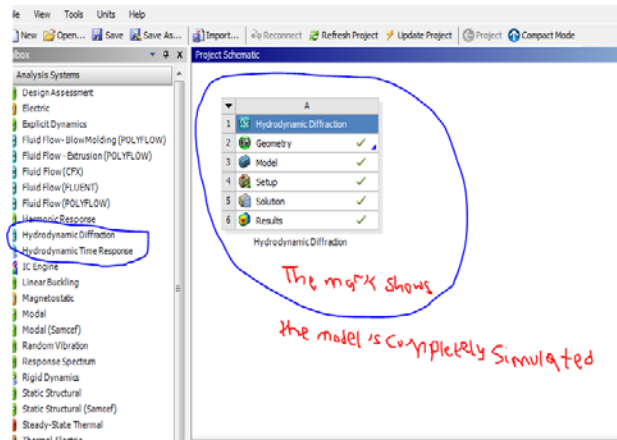 le View Tools Units Help
New Open... Save Save As... Import... Reconnect Refresh Project Update Project Project Compact Mode
box Project Schematic
Analysis Systems
Design Assessment
Electric
Explicit Dynamics
Fluid Flow- BlowMolding (POLYFLOW)
Fluid Flow - Extrusion (POLYFLOW)
Fluid Flow (CFX)
Fluid Flow (FLUENT)
Fluid Flow (POLYFLOW)
Harmonic Response
Hydrodynamic Diffraction
Hydrodynamic Time Response
IC Engine
Linear Buckling
Magnetostatic
Modal
Modal (Samcef)
Random Vibration
Response Spectrum
Rigid Dynamics
Static Structural
Static Structural (Samcef)
Steady-State Thermal
Thermal-Electric
A
1 Hydrodynamic Diffraction
2 Geometry ✓
3 Model ✓
4 Setup ✓
5 Solution ✓
6 Results ✓
Hydrodynamic Diffraction
The mark shows
the model is completely Simulated